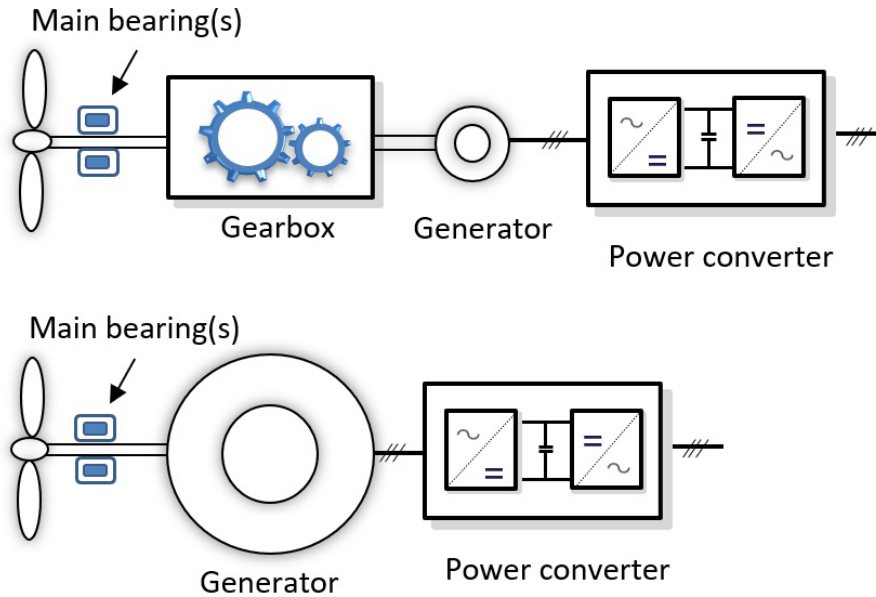 Main bearing(s)
Gearbox
Generator
Power converter
Main bearing(s)
Generator
Power converter